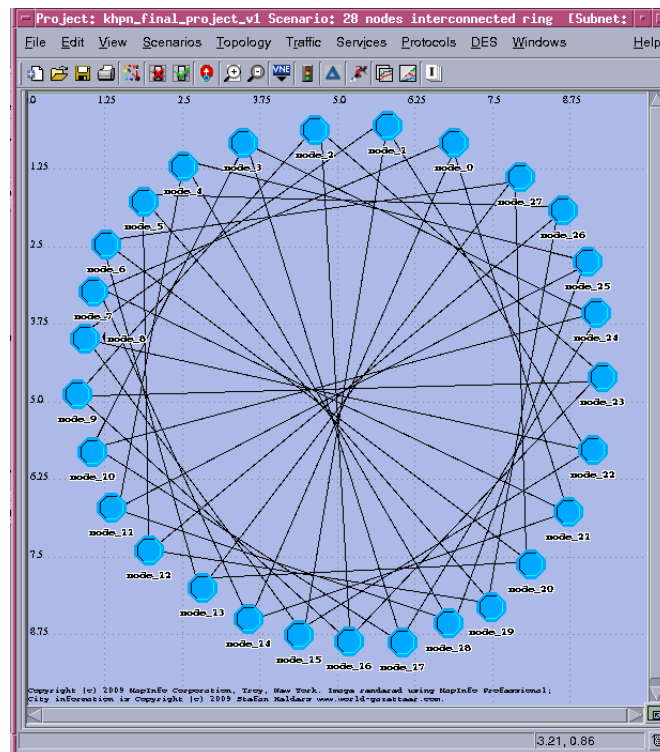 Project: khpn_final_project_v1 Scenario: 28 nodes interconnected ring [Subnet:
File Edit View Scenarios Topology Traffic Services Protocols DES Windows Help
VNE
.0 1.25 2.5 3.75 5.0 6.25 7.5 8.75
node_2
node_1
node_3
node_0
1.25
node_4
node_27
node_5
node_26
2.5
node_6
node_25
node_7
3.75
node_8
node_24
node_23
5.0
node_9
node_22
node_10
6.25
node_11
node_21
7.5
node_12
node_20
node_13
node_19
node_14
node_18
8.75
node_15
node_16
node_17
Copyright (c) 2009 MapInfo Corporation, Troy, New York. Image rendered using MapInfo Professional;
City information is Copyright (c) 2009 Stefan Helders www.world-gazetteer.com.
3.21, 0.86